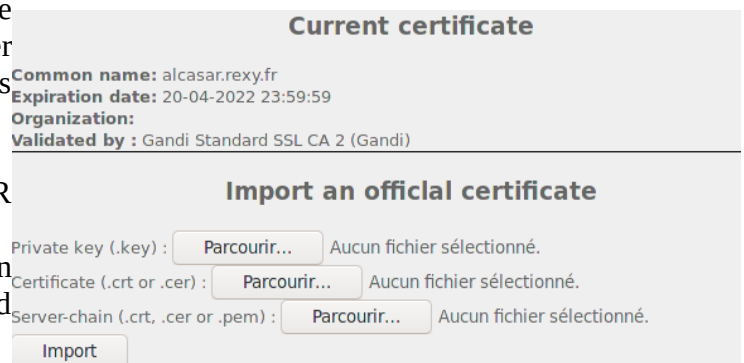 e
Current certificate
er
Common name: alcasar.rexy.fr
s
Expiration date: 20-04-2022 23:59:59
Organization:
Validated by : Gandi Standard SSL CA 2 (Gandi)
R
Import an officlal certificate
Private key (.key) : Parcourir... Aucun fichier sélectionné.
n
Certificate (.crt or .cer) : Parcourir... Aucun fichier sélectionné.
d
Server-chain (.crt, .cer or .pem) : Parcourir... Aucun fichier sélectionné.
Import